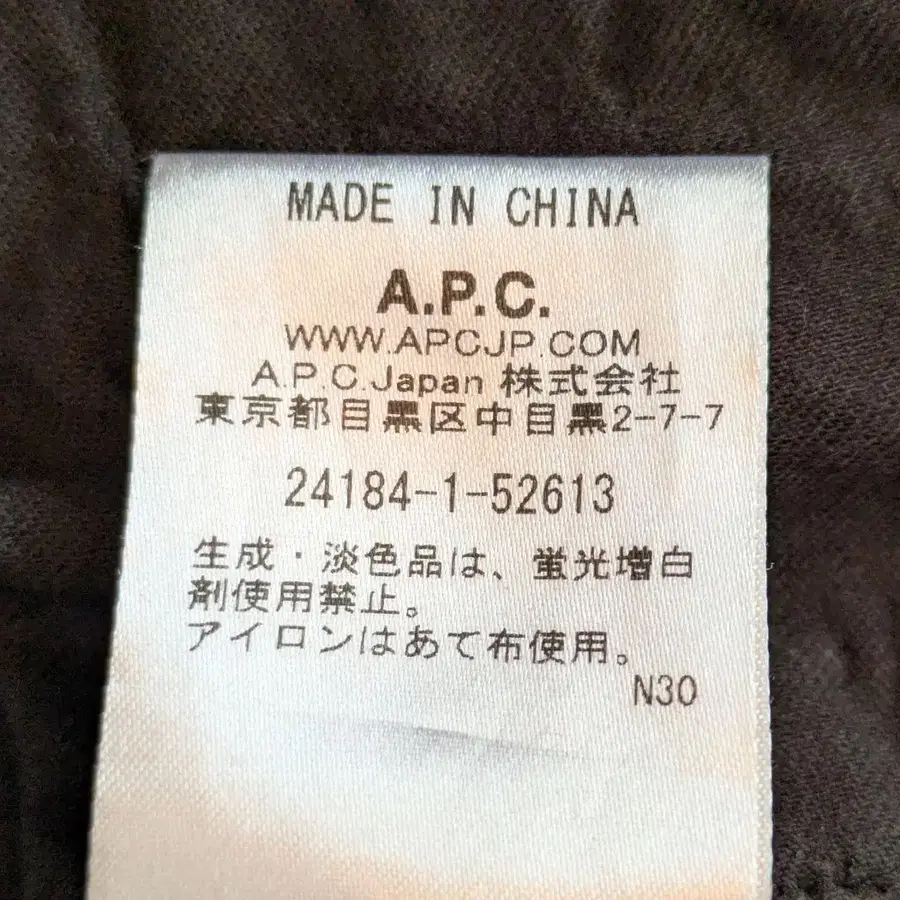 MADE IN CHINA
A.P.C.
WWW.APCJP.COM
A.P.C.Japan 株式会社
東京都目黒区中目黒2-7-7
24184-1-52613
生成・淡色品は、蛍光増白
剤使用禁止。
アイロンはあて布使用。
N30